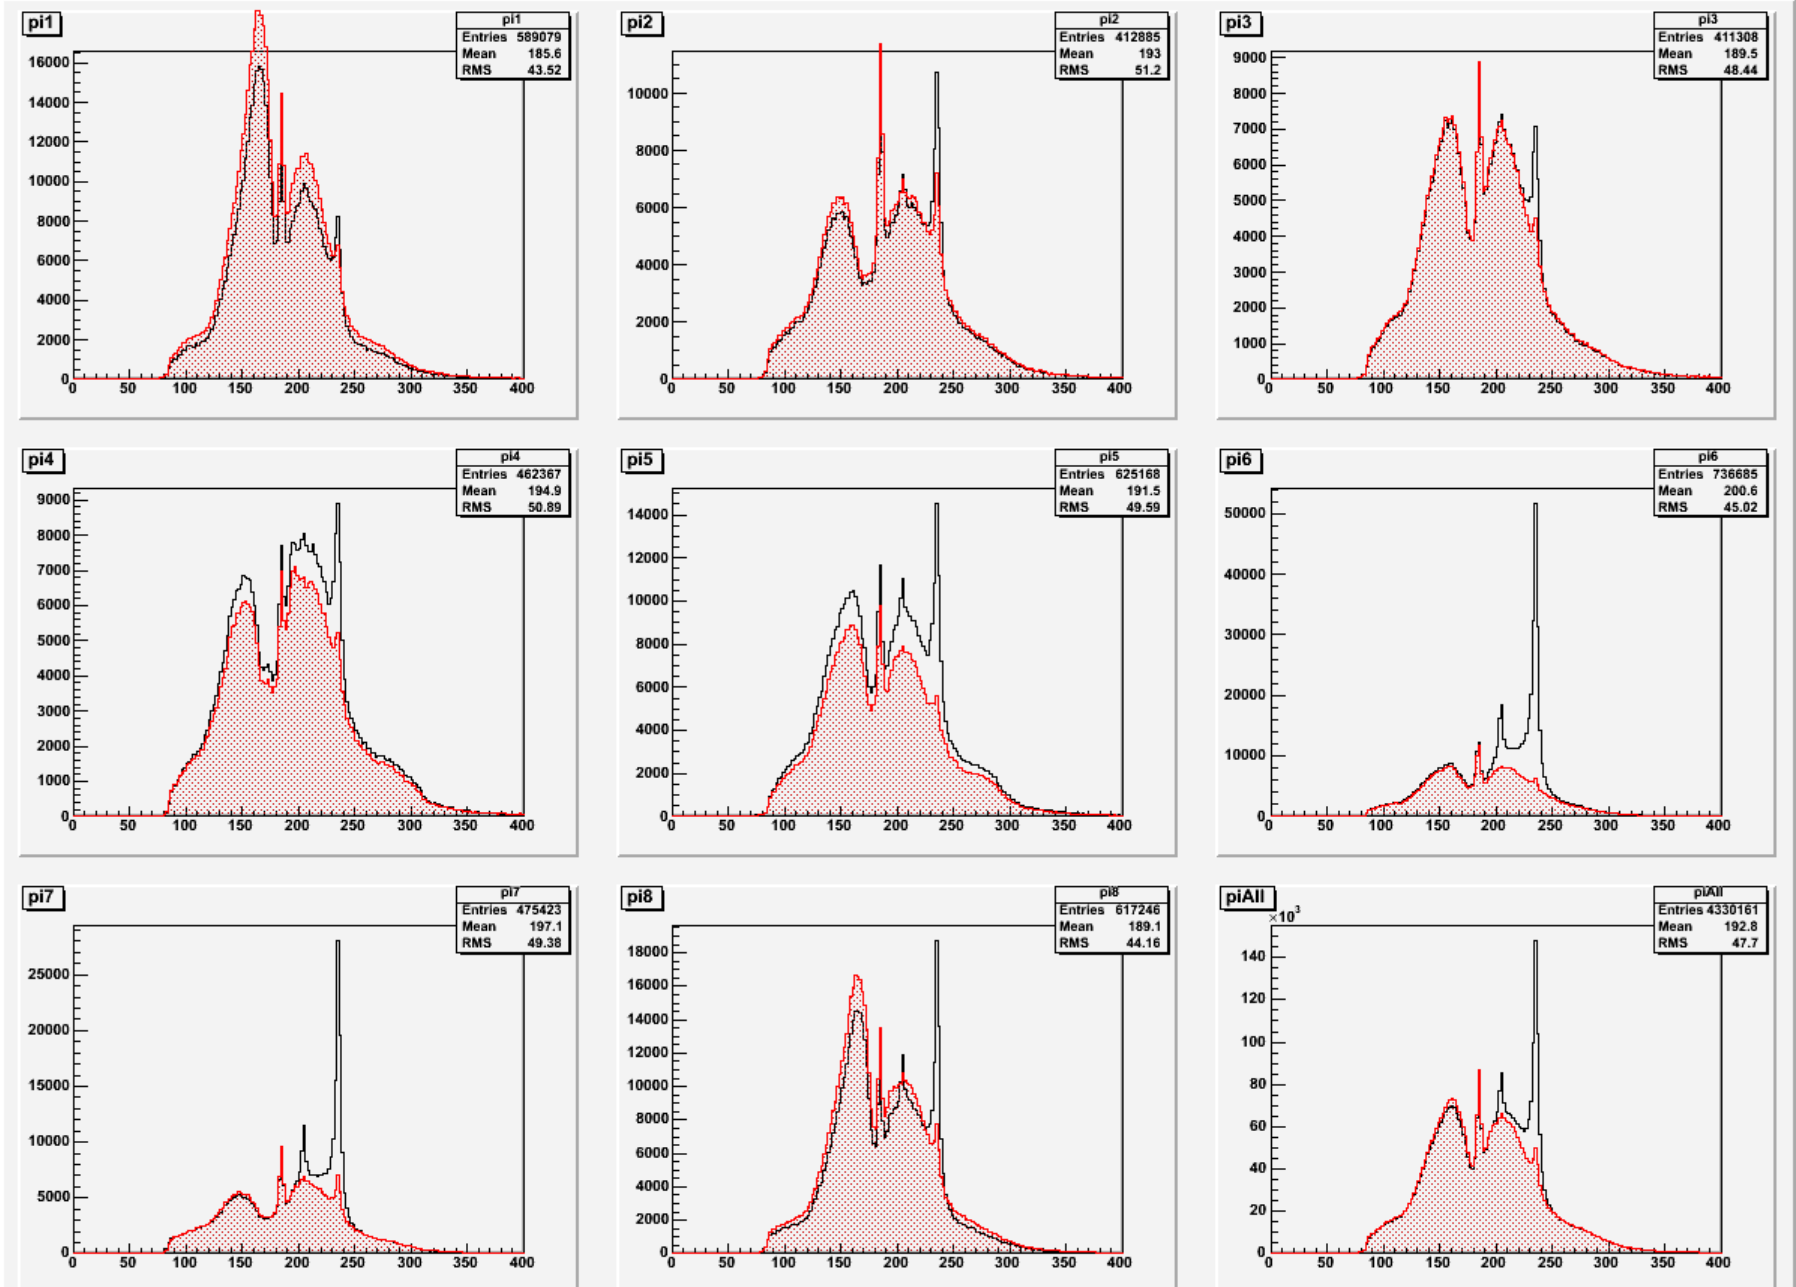 pi1
pi1
Entries 589079
Mean 185.6
RMS 43.52
16000
14000
12000
10000
8000
6000
4000
2000
0
0 50 100 150 200 250 300 350 400
pi2
pi2
Entries 412885
Mean 193
RMS 51.2
10000
8000
6000
4000
2000
0
0 50 100 150 200 250 300 350 400
pi3
pi3
Entries 411308
Mean 189.5
RMS 48.44
9000
8000
7000
6000
5000
4000
3000
2000
1000
0
0 50 100 150 200 250 300 350 400
pi4
pi4
Entries 462367
Mean 194.9
RMS 50.89
9000
8000
7000
6000
5000
4000
3000
2000
1000
0
0 50 100 150 200 250 300 350 400
pi5
pi5
Entries 625168
Mean 191.5
RMS 49.59
14000
12000
10000
8000
6000
4000
2000
0
0 50 100 150 200 250 300 350 400
pi6
pi6
Entries 736685
Mean 200.6
RMS 45.02
50000
40000
30000
20000
10000
0
0 50 100 150 200 250 300 350 400
pi7
pi7
Entries 475423
Mean 197.1
RMS 49.38
25000
20000
15000
10000
5000
0
0 50 100 150 200 250 300 350 400
pi8
pi8
Entries 617246
Mean 189.1
RMS 44.16
18000
16000
14000
12000
10000
8000
6000
4000
2000
0
0 50 100 150 200 250 300 350 400
piAll
piAll
Entries 4330161
Mean 192.8
RMS 47.7
×10³
140
120
100
80
60
40
20
0
0 50 100 150 200 250 300 350 400